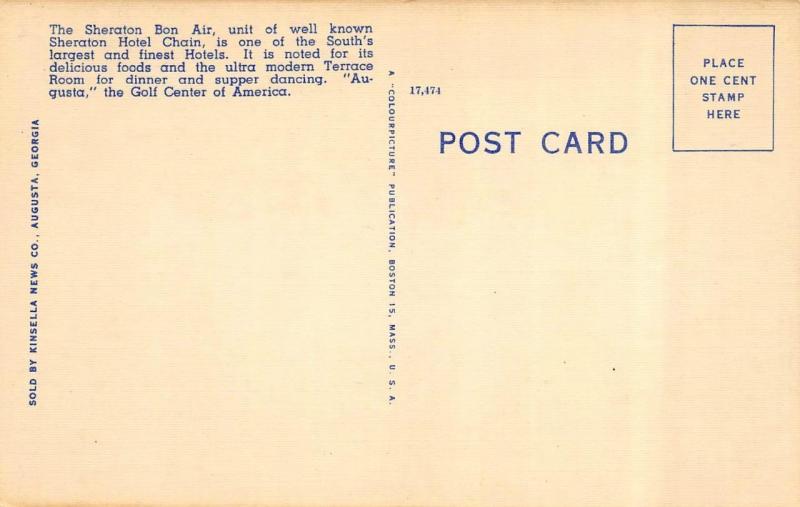 The Sheraton Bon Air, unit of well known
Sheraton Hotel Chain, is one of the South's
largest and finest Hotels. It is noted for its
delicious foods and the ultra modern Terrace
Room for dinner and supper dancing. "Au-
gusta," the Golf Center of America.
SOLD BY KINSELLA NEWS CO., AUGUSTA, GEORGIA
A "COLOURPICTURE" PUBLICATION, BOSTON 15, MASS., U. S. A.
17,474
POST CARD
PLACE
ONE CENT
STAMP
HERE